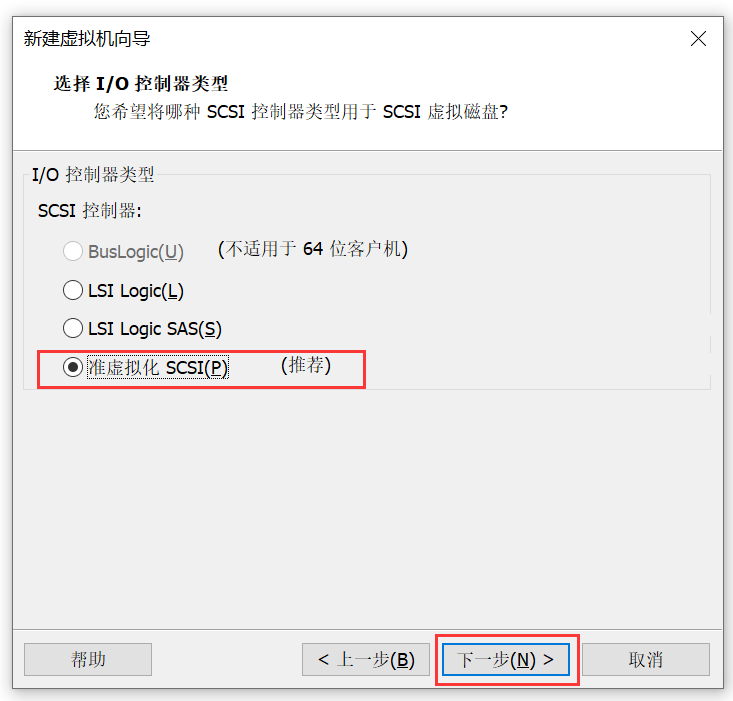 新建虚拟机向导
选择 I/O 控制器类型
您希望将哪种 SCSI 控制器类型用于 SCSI 虚拟磁盘?
I/O 控制器类型
SCSI 控制器:
BusLogic(U) (不适用于 64 位客户机)
LSI Logic(L)
LSI Logic SAS(S)
准虚拟化 SCSI(P) (推荐)
帮助 < 上一步(B) 下一步(N) > 取消